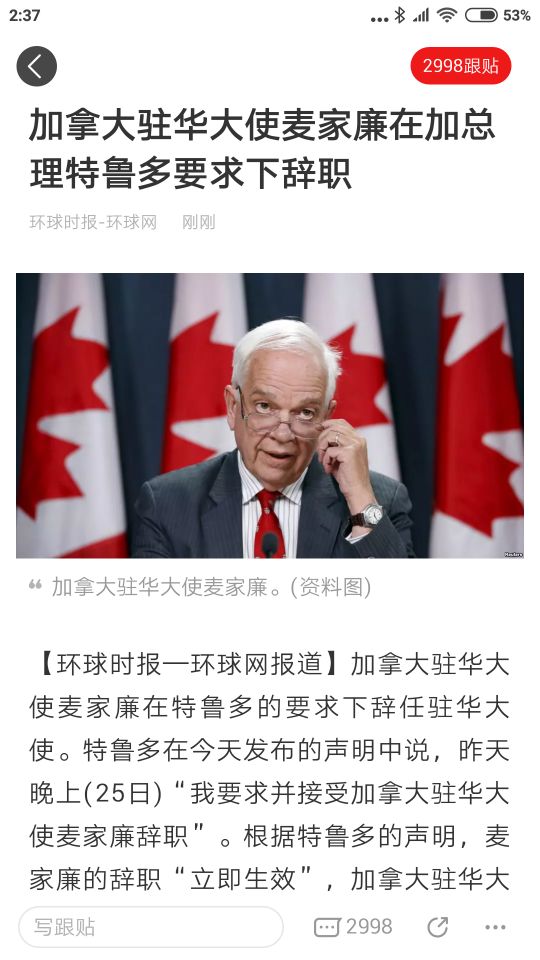 2:37
53%
2998跟贴
加拿大驻华大使麦家廉在加总
理特鲁多要求下辞职
环球时报-环球网 刚刚
Reuters
加拿大驻华大使麦家廉。(资料图)
【环球时报—环球网报道】加拿大驻华大
使麦家廉在特鲁多的要求下辞任驻华大
使。特鲁多在今天发布的声明中说，昨天
晚上(25日)“我要求并接受加拿大驻华大
使麦家廉辞职”。根据特鲁多的声明，麦
家廉的辞职“立即生效”，加拿大驻华大
写跟贴
2998